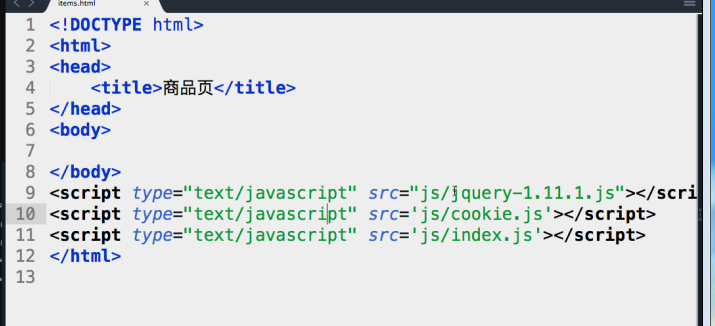 items.html ×
1 <!DOCTYPE html>
2 <html>
3 <head>
4 <title>商品页</title>
5 </head>
6 <body>
7
8 </body>
9 <script type="text/javascript" src="js/jquery-1.11.1.js"></scri
10 <script type="text/javascript" src='js/cookie.js'></script>
11 <script type="text/javascript" src='js/index.js'></script>
12 </html>
13